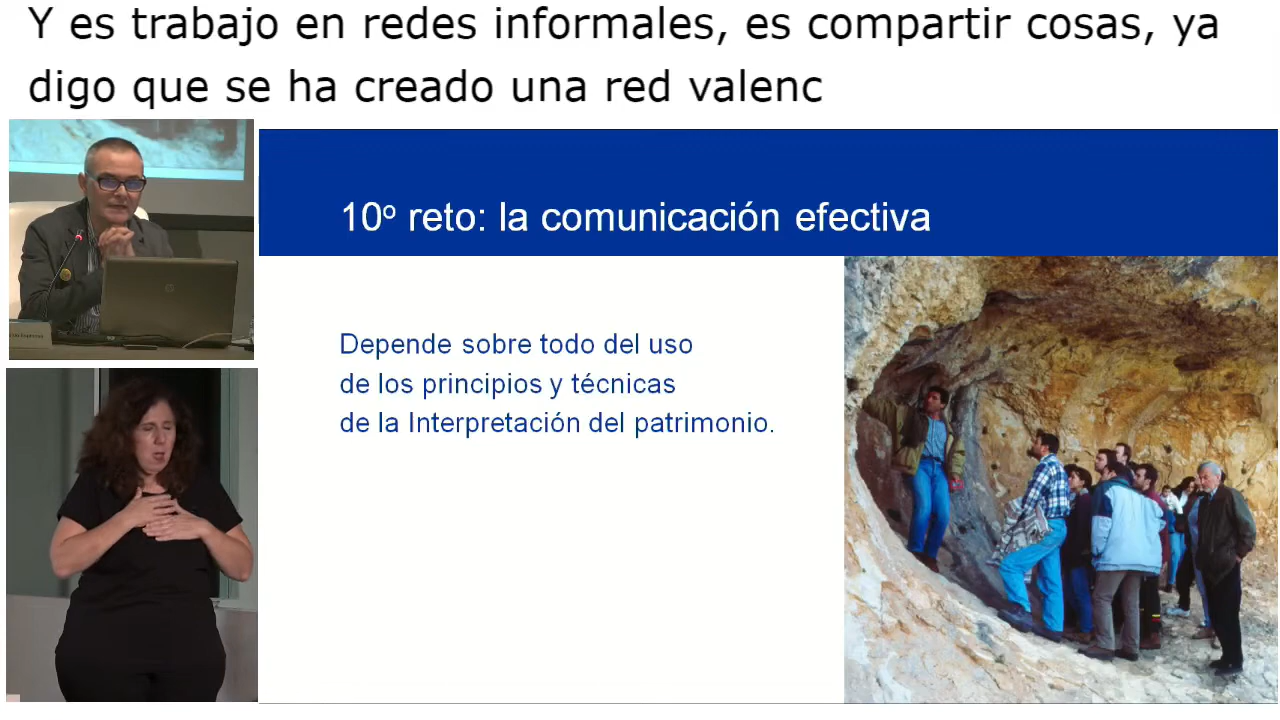 Y es trabajo en redes informales, es compartir cosas, ya
digo que se ha creado una red valenc
10º reto: la comunicación efectiva
Depende sobre todo del uso
de los principios y técnicas
de la Interpretación del patrimonio.